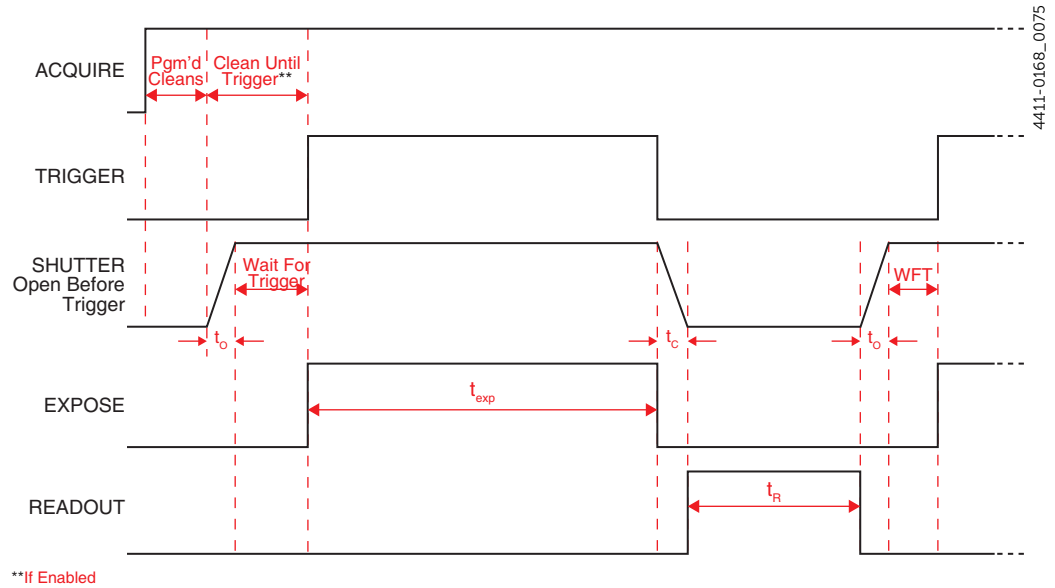 4411-0168_0075
ACQUIRE
Pgm'd
Cleans
Clean Until
Trigger**
TRIGGER
SHUTTER
Open Before
Trigger
Wait For
Trigger
WFT
tO
tC
tO
EXPOSE
texp
READOUT
tR
**If Enabled